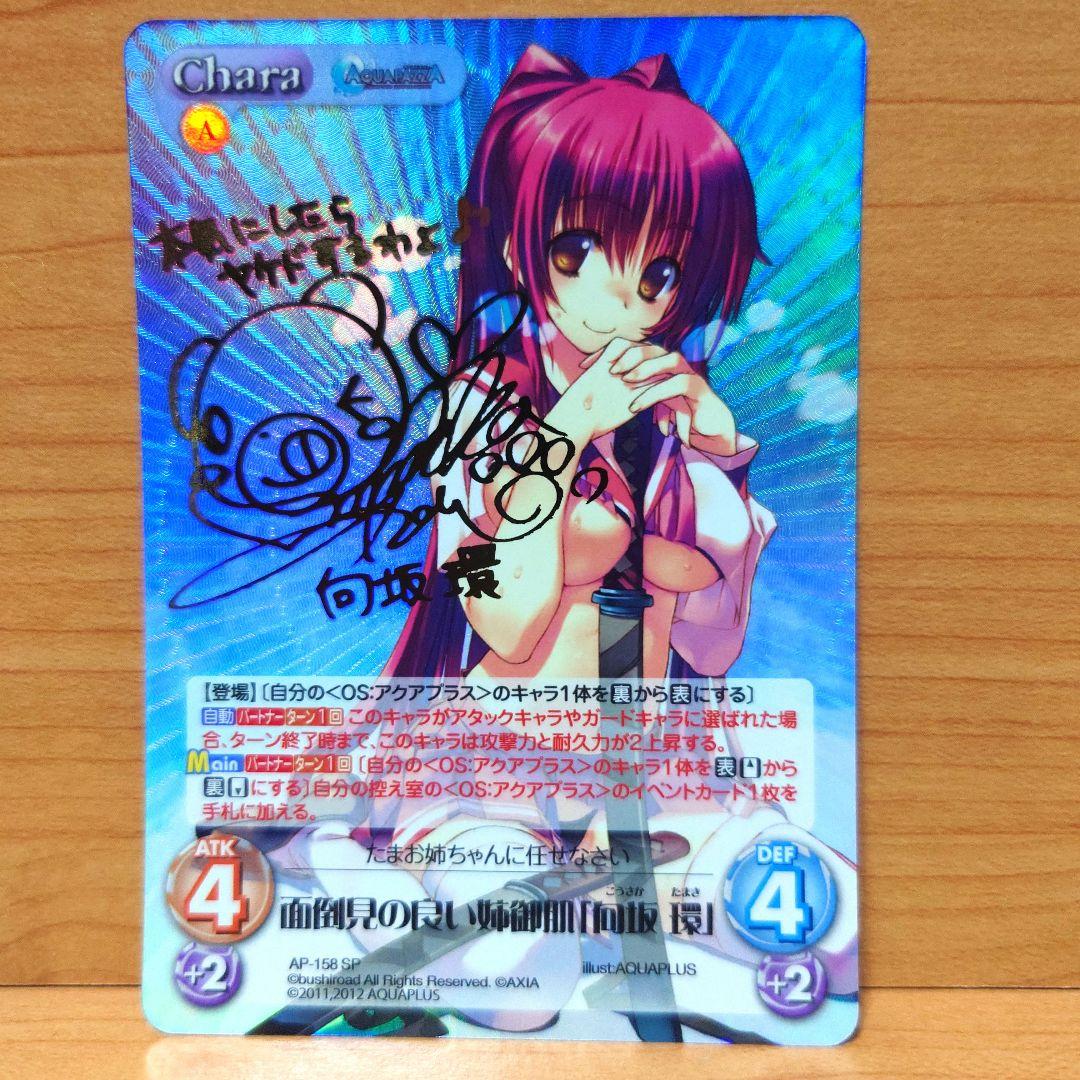 Chara
AQUAPAZZA
A
本気にしたら
ヤケドするわよ♪
向坂 環
【登場】〔自分の<OS:アクアプラス>のキャラ1体を裏から表にする〕
自動 パートナー ターン1回 このキャラがアタックキャラやガードキャラに選ばれた場
合、ターン終了時まで、このキャラは攻撃力と耐久力が2上昇する。
Main パートナー ターン1回 〔自分の<OS:アクアプラス>のキャラ1体を表から
裏にする〕自分の控え室の<OS:アクアプラス>のイベントカード1枚を
手札に加える。
ATK
4
+2
たまお姉ちゃんに任せなさい
こうさか たまき
面倒見の良い姉御肌「向坂 環」
DEF
4
+2
AP-158 SP
illust:AQUAPLUS
©bushiroad All Rights Reserved. ©AXIA
©2011,2012 AQUAPLUS